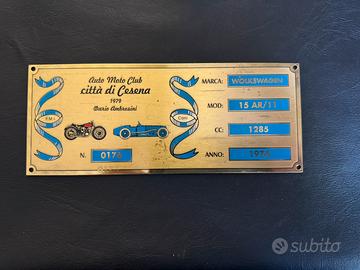 Auto Moto Club
città di Cesena
1979
Dario Ambrosini
F.M.I.
N. 0176
MARCA: WOLKSWAGEN
MOD: 15 AR/11
CC: 1285
ANNO: 1974
subito